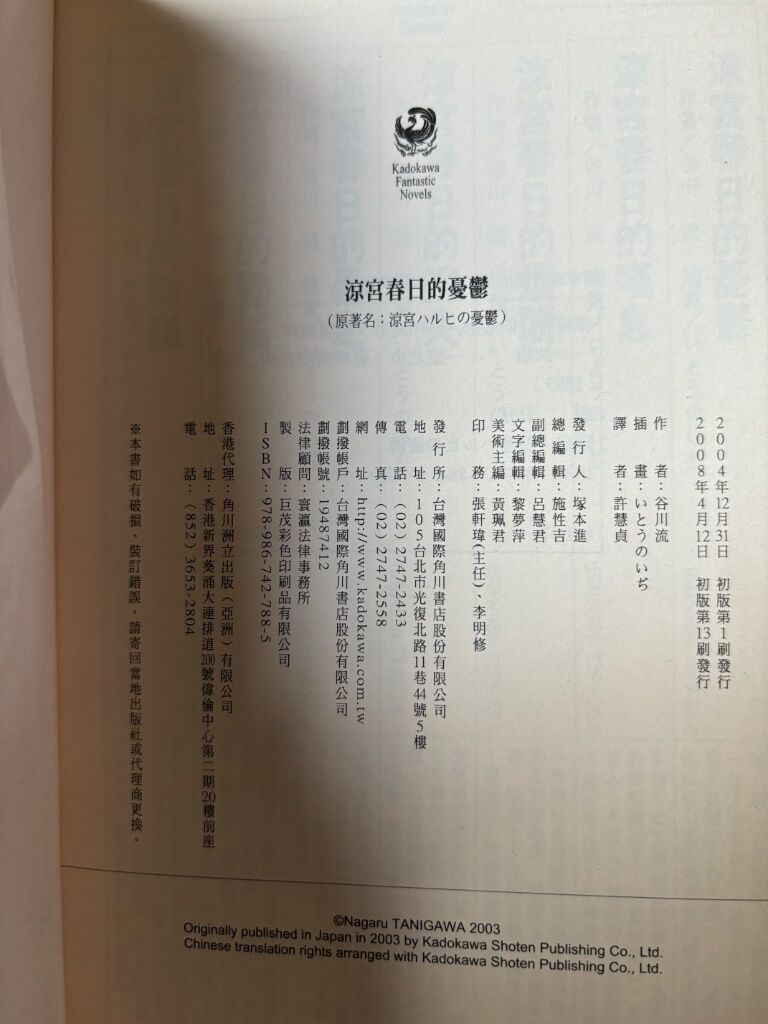 Kadokawa
Fantastic
Novels
涼宮春日的憂鬱
（原著名：涼宮ハルヒの憂鬱）
2004年12月31日　初版第1刷發行
2008年4月12日　初版第13刷發行
作　　者：谷川流
插　　畫：いとうのいぢ
譯　　者：許慧貞
發 行 人：塚本進
總 編 輯：施性吉
副總編輯：呂慧君
文字編輯：黎夢萍
美術主編：黃珮君
印　　務：張軒瑋(主任)、李明修
發 行 所：台灣國際角川書店股份有限公司
地　　址：105台北市光復北路11巷44號5樓
電　　話：(02) 2747-2433
傳　　真：(02) 2747-2558
網　　址：http://www.kadokawa.com.tw
劃撥帳戶：台灣國際角川書店股份有限公司
劃撥帳號：19487412
法律顧問：寰瀛法律事務所
製　　版：巨茂彩色印刷品有限公司
ISBN：978-986-742-788-5
香港代理：角川洲立出版（亞洲）有限公司
地　　址：香港新界葵涌大連排道200號偉倫中心第二期20樓前座
電　　話：(852) 3653-2804
※本書如有破損、裝訂錯誤，請寄回當地出版社或代理商更換。
©Nagaru TANIGAWA 2003
Originally published in Japan in 2003 by Kadokawa Shoten Publishing Co., Ltd.
Chinese translation rights arranged with Kadokawa Shoten Publishing Co., Ltd.